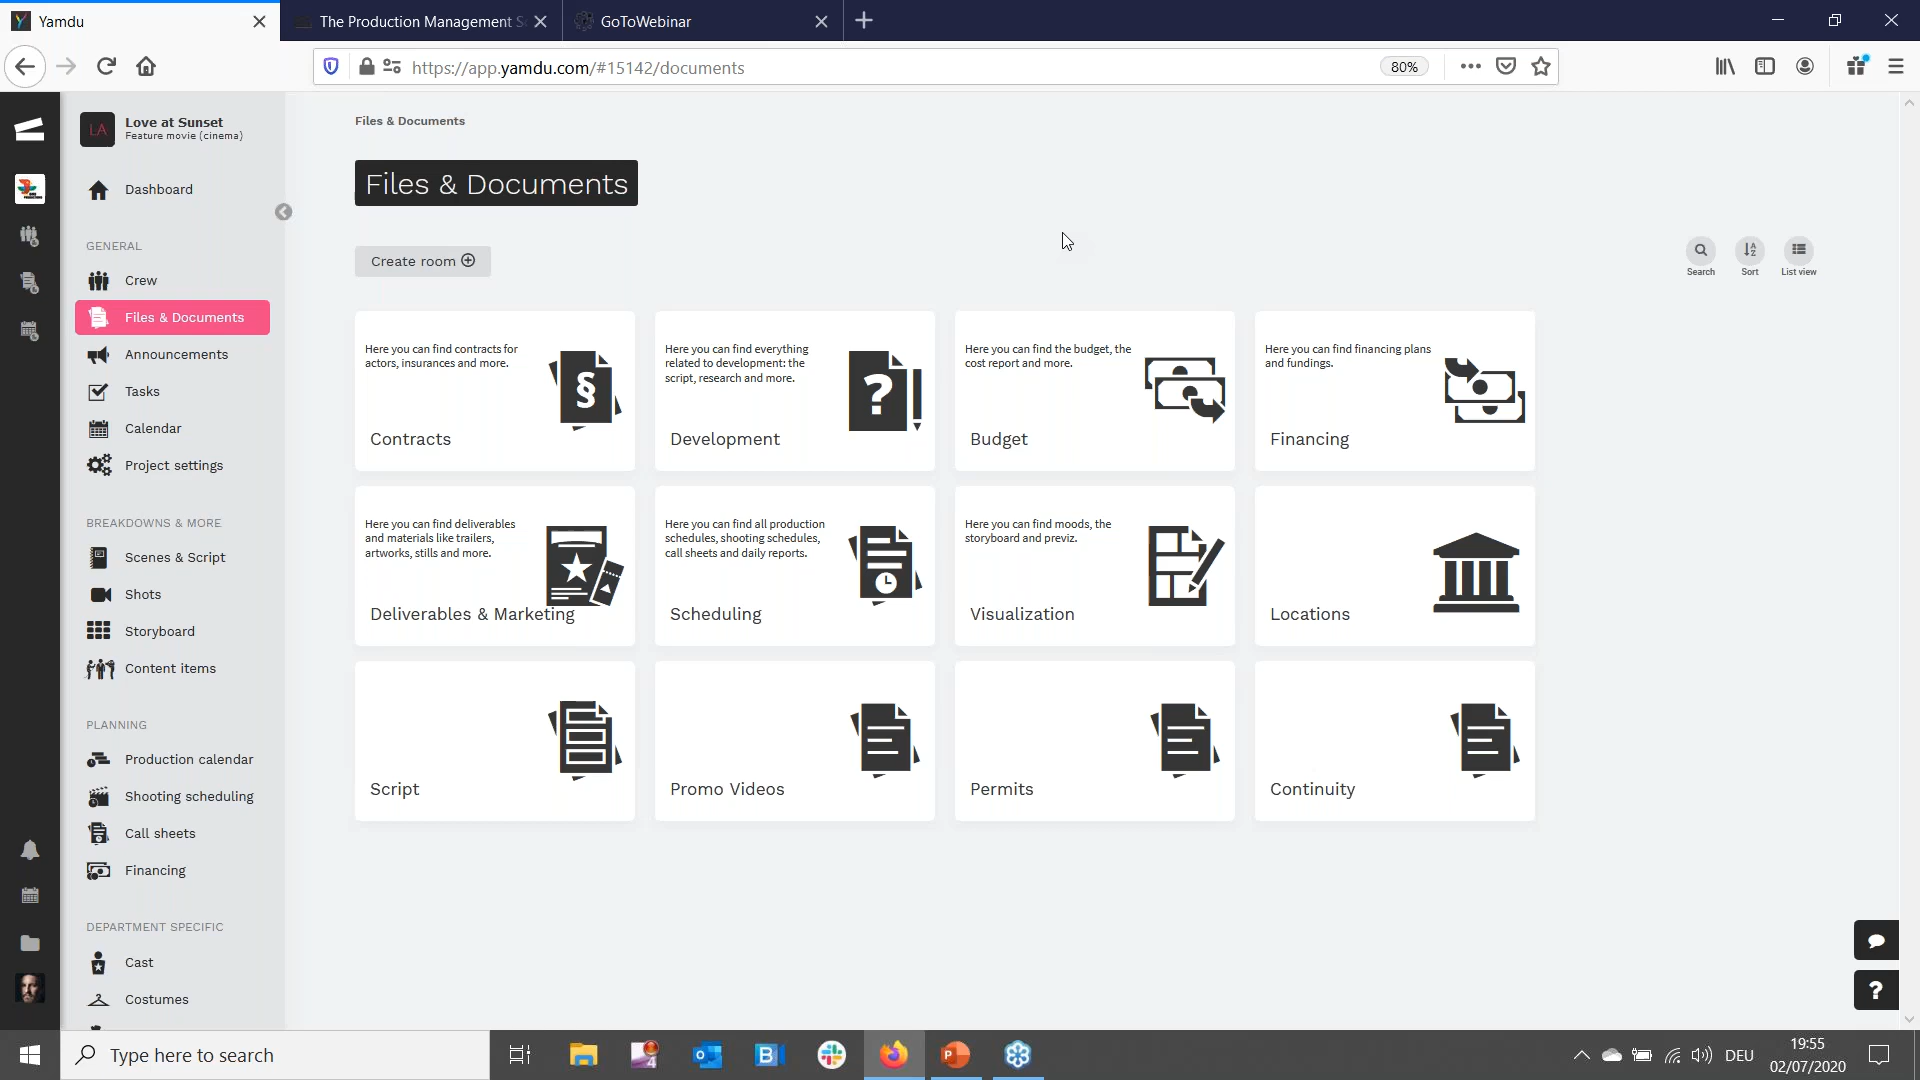 Yamdu
The Production Management S
GoToWebinar
https://app.yamdu.com/#15142/documents
80%
LA
Love at Sunset
Feature movie (cinema)
Dashboard
GENERAL
Crew
Files & Documents
Announcements
Tasks
Calendar
Project settings
BREAKDOWNS & MORE
Scenes & Script
Shots
Storyboard
Content items
PLANNING
Production calendar
Shooting scheduling
Call sheets
Financing
DEPARTMENT SPECIFIC
Cast
Costumes
Files & Documents
Files & Documents
Create room
Search
Sort
List view
Here you can find contracts for
actors, insurances and more.
Contracts
Here you can find everything
related to development: the
script, research and more.
Development
Here you can find the budget, the
cost report and more.
Budget
Here you can find financing plans
and fundings.
Financing
Here you can find deliverables
and materials like trailers,
artworks, stills and more.
Deliverables & Marketing
Here you can find all production
schedules, shooting schedules,
call sheets and daily reports.
Scheduling
Here you can find moods, the
storyboard and previz.
Visualization
Locations
Script
Promo Videos
Permits
Continuity
Type here to search
DEU
19:55
02/07/2020